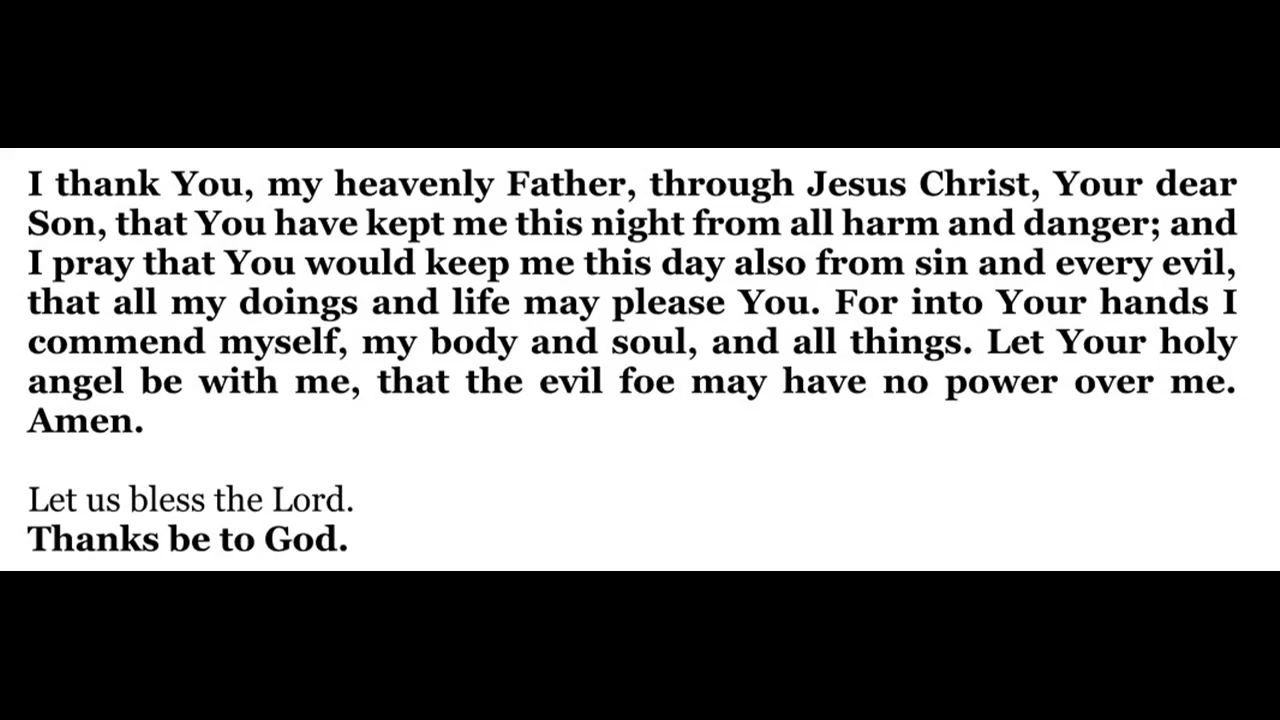 I thank You, my heavenly Father, through Jesus Christ, Your dear
Son, that You have kept me this night from all harm and danger; and
I pray that You would keep me this day also from sin and every evil,
that all my doings and life may please You. For into Your hands I
commend myself, my body and soul, and all things. Let Your holy
angel be with me, that the evil foe may have no power over me.
Amen.
Let us bless the Lord.
Thanks be to God.